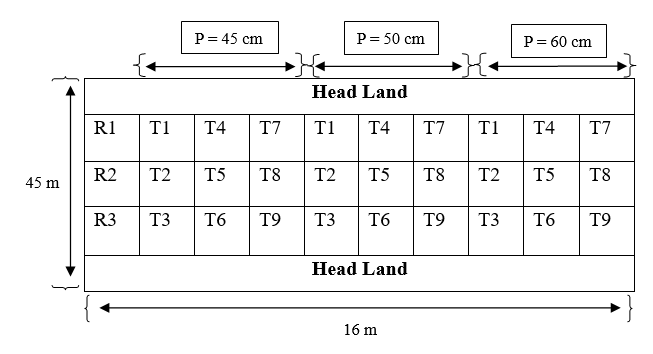 P = 45 cm P = 50 cm P = 60 cm
Head Land
R1 T1 T4 T7 T1 T4 T7 T1 T4 T7
R2 T2 T5 T8 T2 T5 T8 T2 T5 T8
45 m
R3 T3 T6 T9 T3 T6 T9 T3 T6 T9
Head Land
16 m